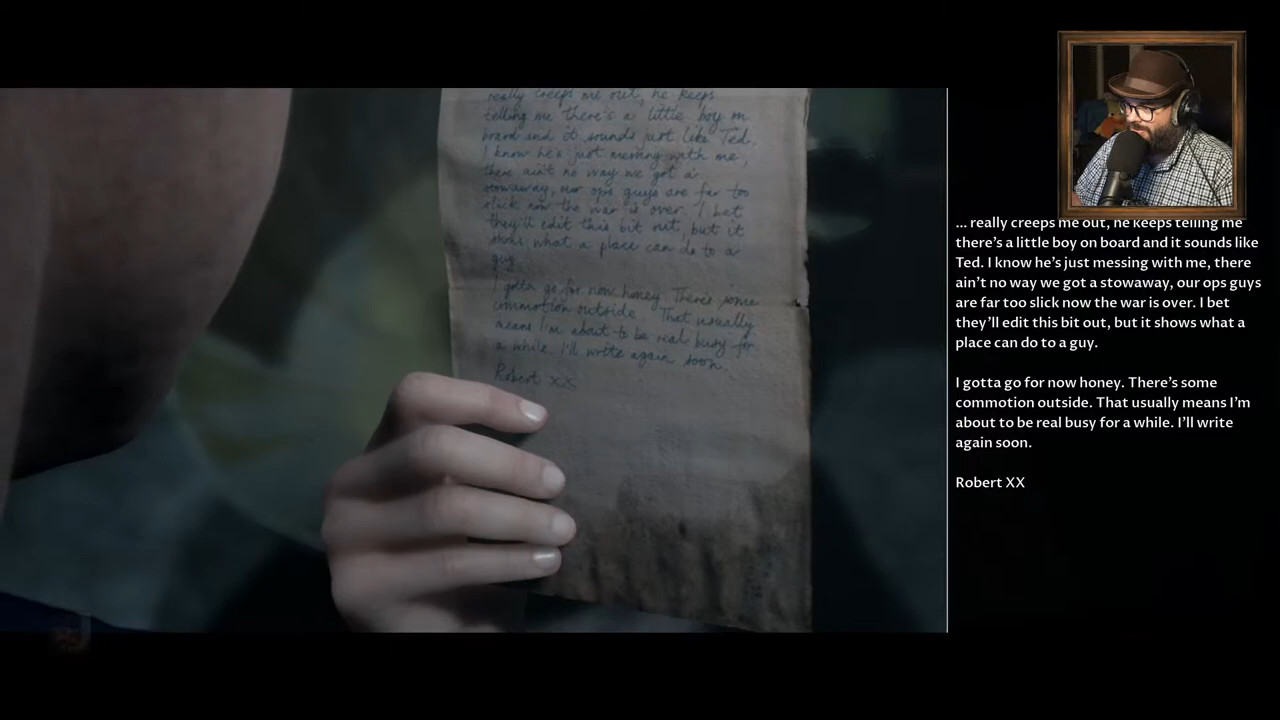 really creeps me out, he keeps
telling me there's a little boy on
board and it sounds just like Ted.
I know he's just messing with me,
there ain't no way we got a
stowaway, our ops guys are far too
slick now the war is over. I bet
they'll edit this bit out, but it
shows what a place can do to a
guy.
I gotta go for now honey. There's some
commotion outside. That usually
means I'm about to be real busy for
a while. I'll write again soon.
Robert xx
... really creeps me out, he keeps telling me
there's a little boy on board and it sounds like
Ted. I know he's just messing with me, there
ain't no way we got a stowaway, our ops guys
are far too slick now the war is over. I bet
they'll edit this bit out, but it shows what a
place can do to a guy.
I gotta go for now honey. There's some
commotion outside. That usually means I'm
about to be real busy for a while. I'll write
again soon.
Robert XX